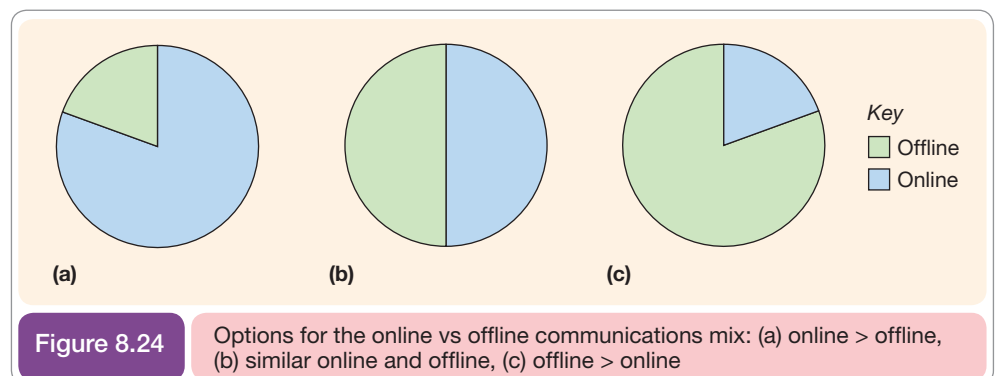 Key
Offline
Online
(a)
(b)
(c)
Figure 8.24
Options for the online vs offline communications mix: (a) online > offline,
(b) similar online and offline, (c) offline > online